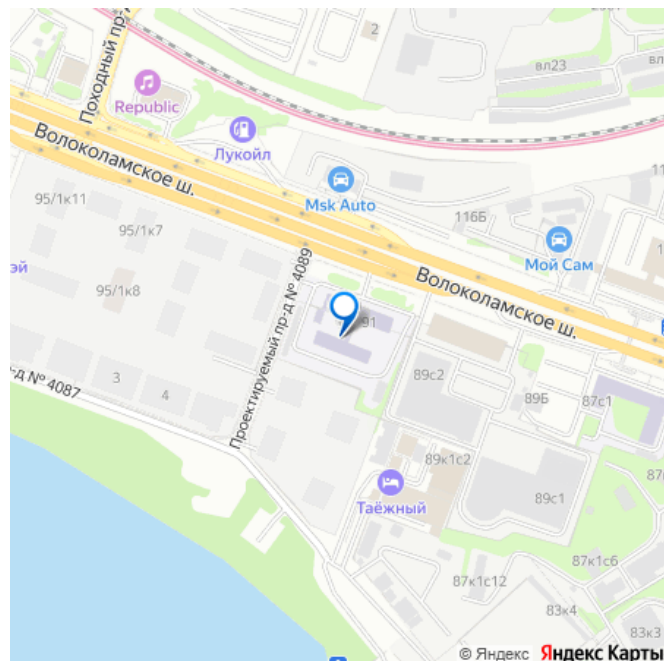 Походный пр-
2
вл23
Republic
Лукойл
Волоколамское ш.
Msk Auto
116Б
95/1к11
95/1к7
Мой Сам
эй
95/1к8
Проектируемый пр-д № 4089
Волоколамское ш.
91
3
4
-д № 4087
89с2
89Б
87с1
89к1с2
Таёжный
89с1
87к1с6
87к1с12
83к4
83к3
© Яндекс Яндекс Карты